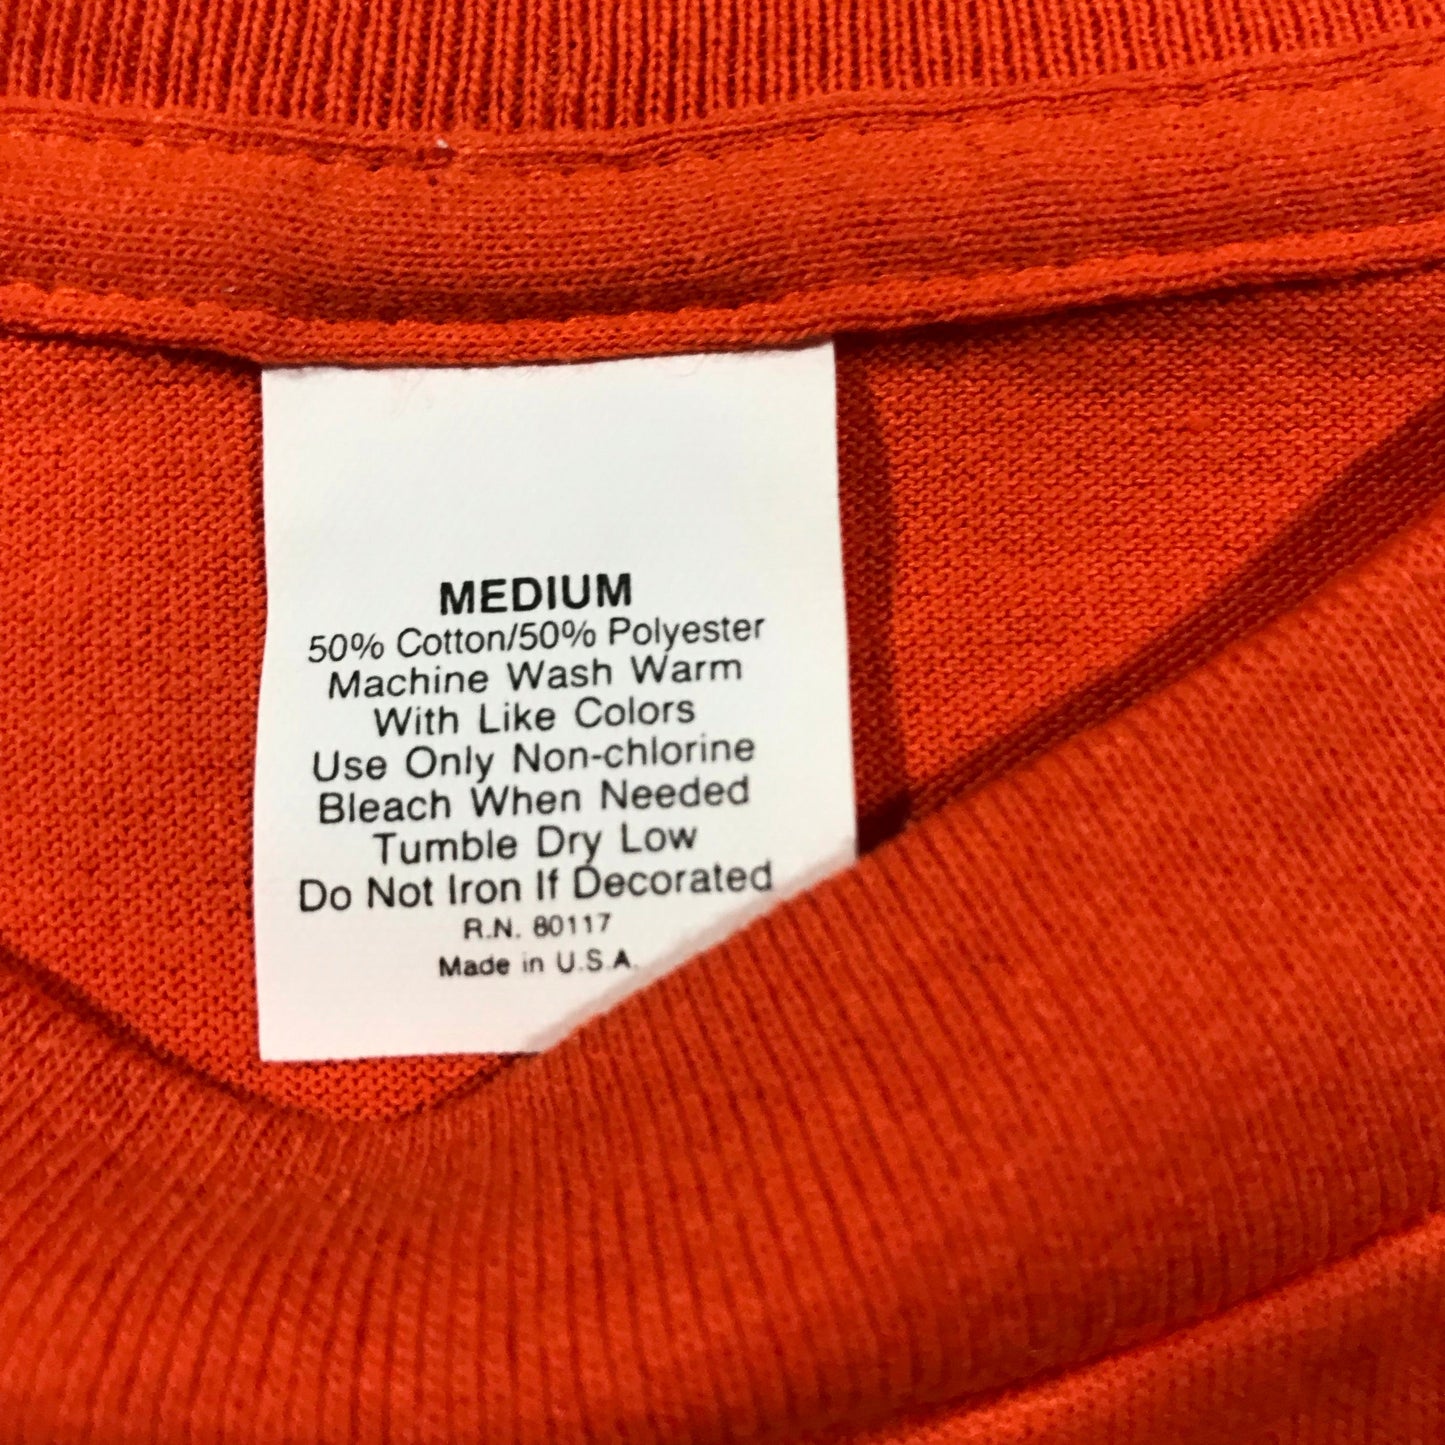 MEDIUM
50% Cotton/50% Polyester
Machine Wash Warm
With Like Colors
Use Only Non-chlorine
Bleach When Needed
Tumble Dry Low
Do Not Iron If Decorated
R.N. 80117
Made in U.S.A.